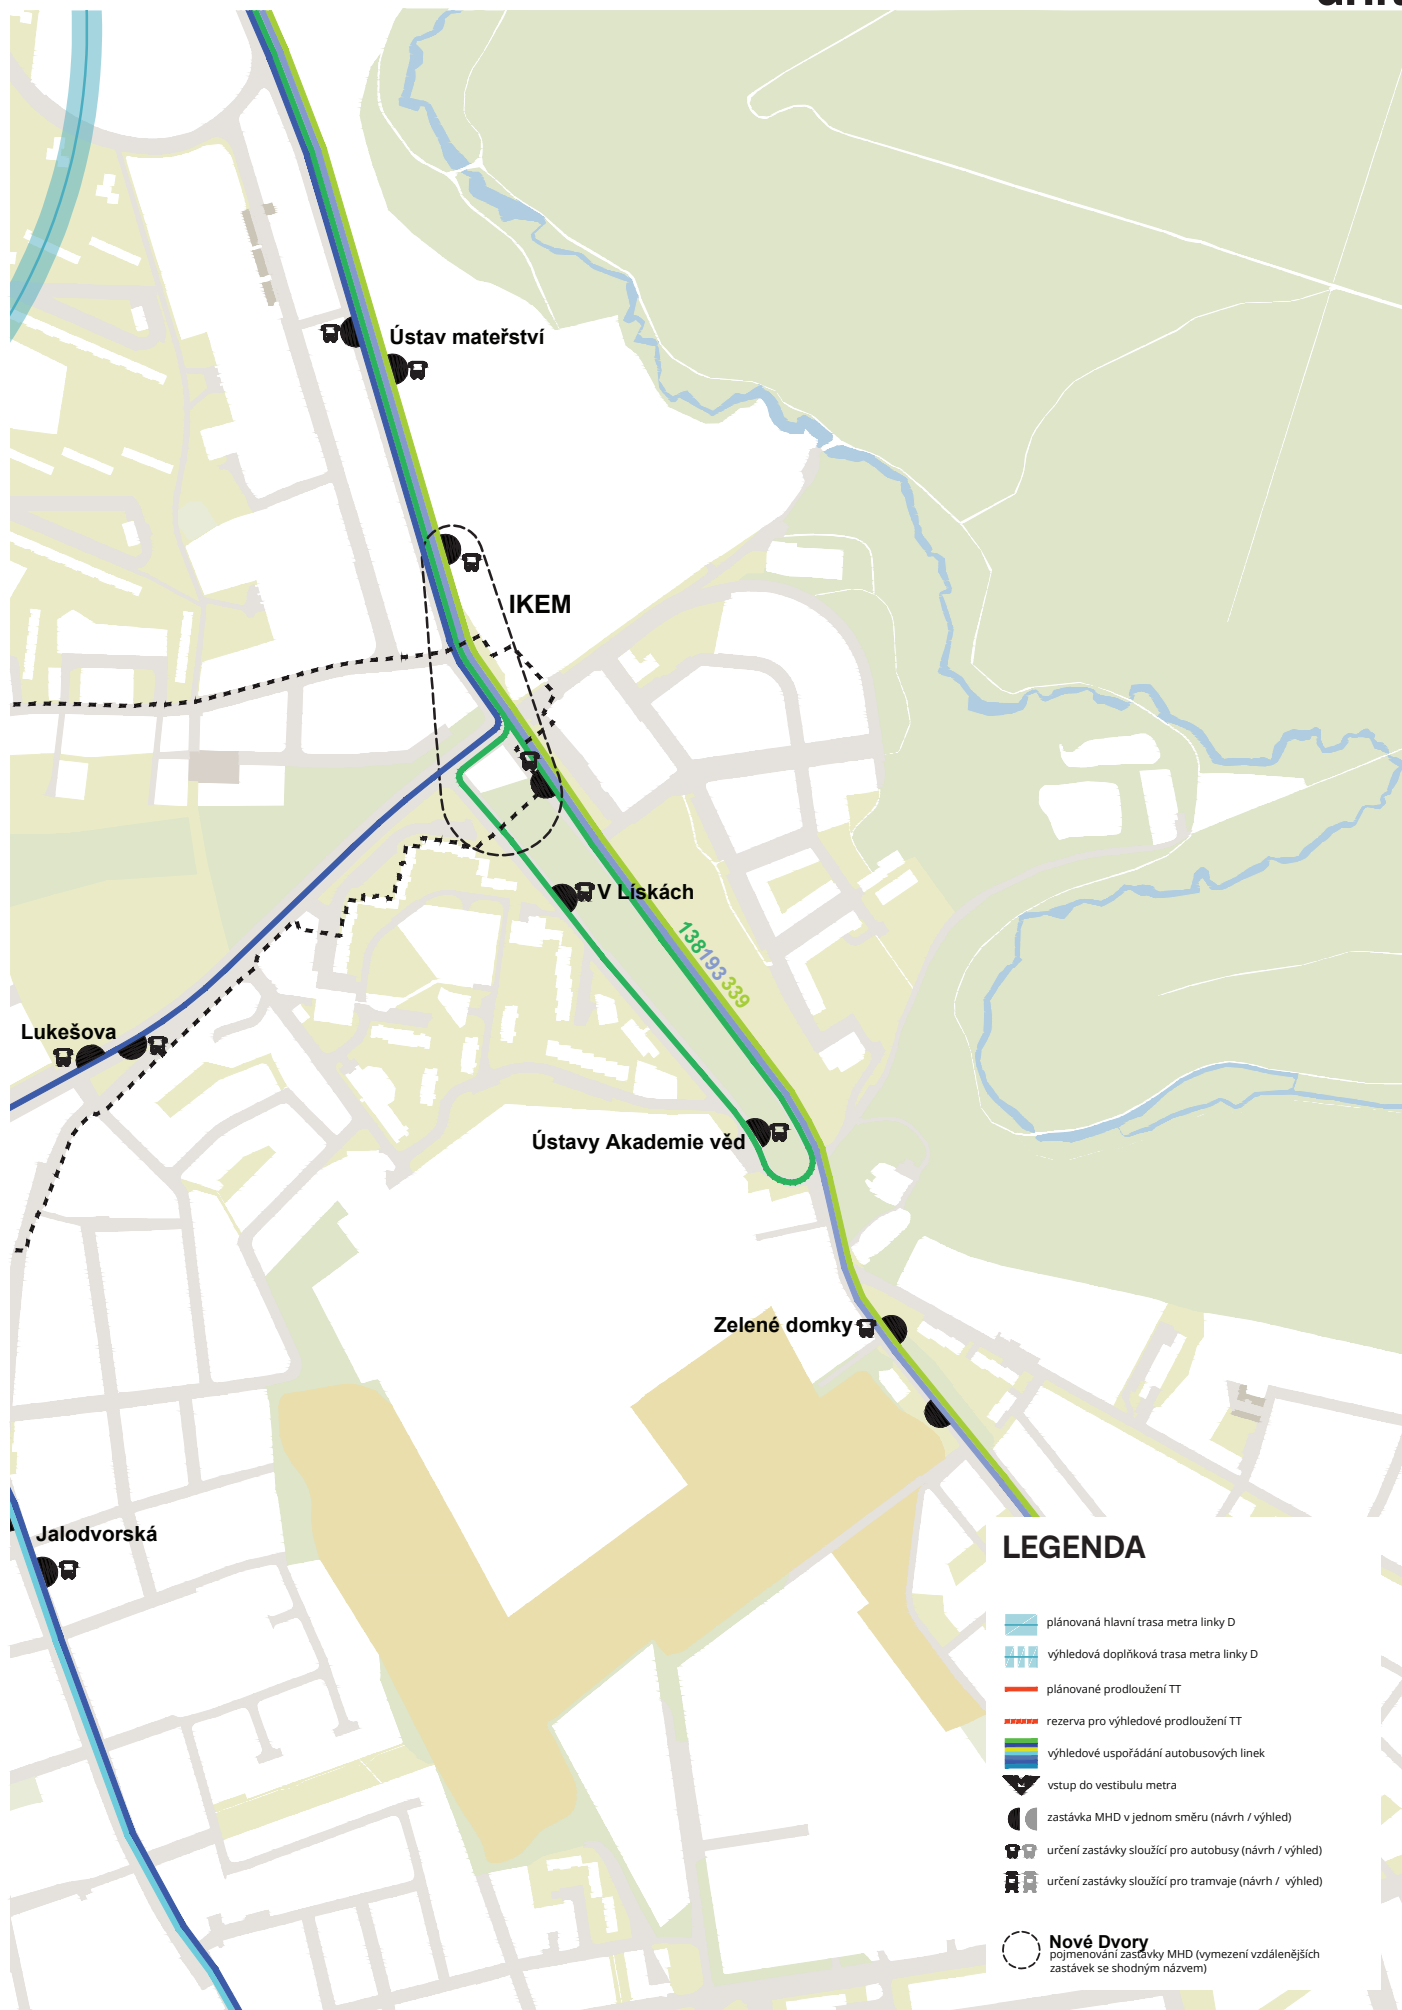 Ústav mateřství
IKEM
V Lískách
138 193 339
Lukešova
Ústavy Akademie věd
Zelené domky
Jalodvorská
LEGENDA
plánovaná hlavní trasa metra linky D
výhledová doplňková trasa metra linky D
plánované prodloužení TT
rezerva pro výhledové prodloužení TT
výhledové uspořádání autobusových linek
vstup do vestibulu metra
zastávka MHD v jednom směru (návrh / výhled)
určení zastávky sloužící pro autobusy (návrh / výhled)
určení zastávky sloužící pro tramvaje (návrh / výhled)
Nové Dvory
pojmenování zastávky MHD (vymezení vzdálenějších
zastávek se shodným názvem)